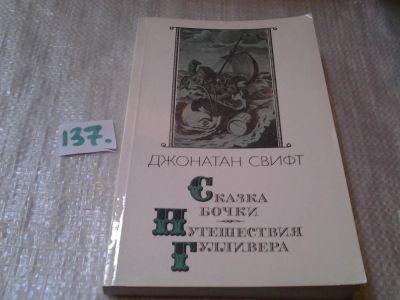 137.
ДЖОНАТАН СВИФТ
СКАЗКА
БОЧКИ
ПУТЕШЕСТВИЯ
ГУЛЛИВЕРА